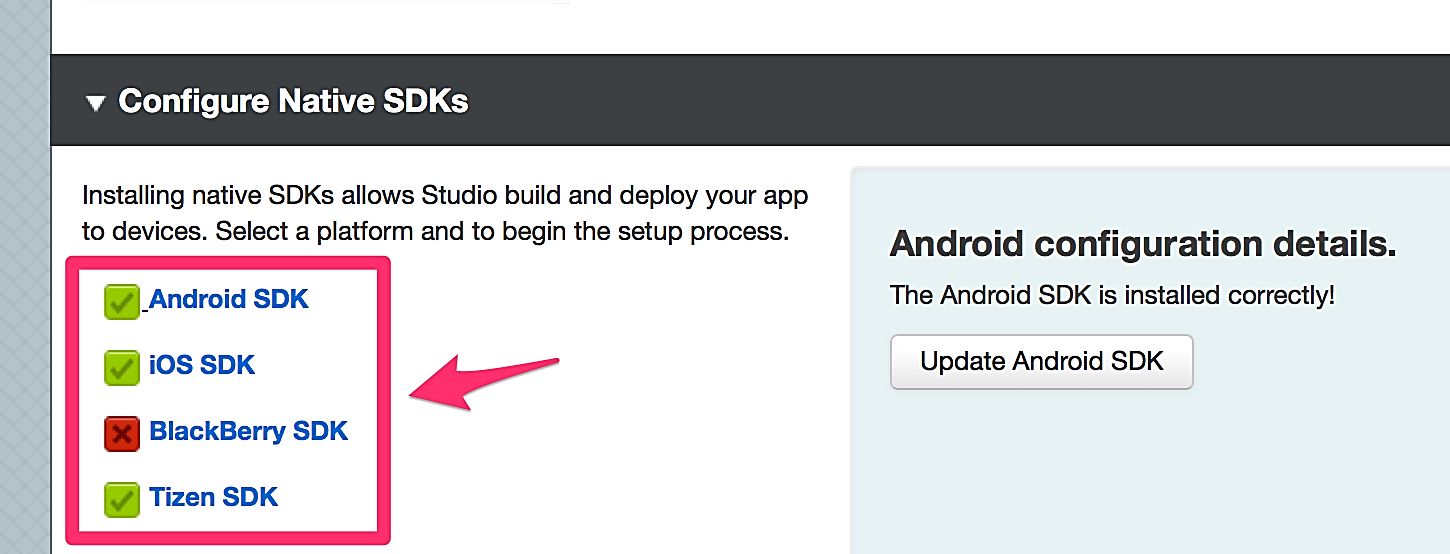 Configure Native SDKs
Installing native SDKs allows Studio build and deploy your app
to devices. Select a platform and to begin the setup process.
Android SDK
iOS SDK
BlackBerry SDK
Tizen SDK
Android configuration details.
The Android SDK is installed correctly!
Update Android SDK